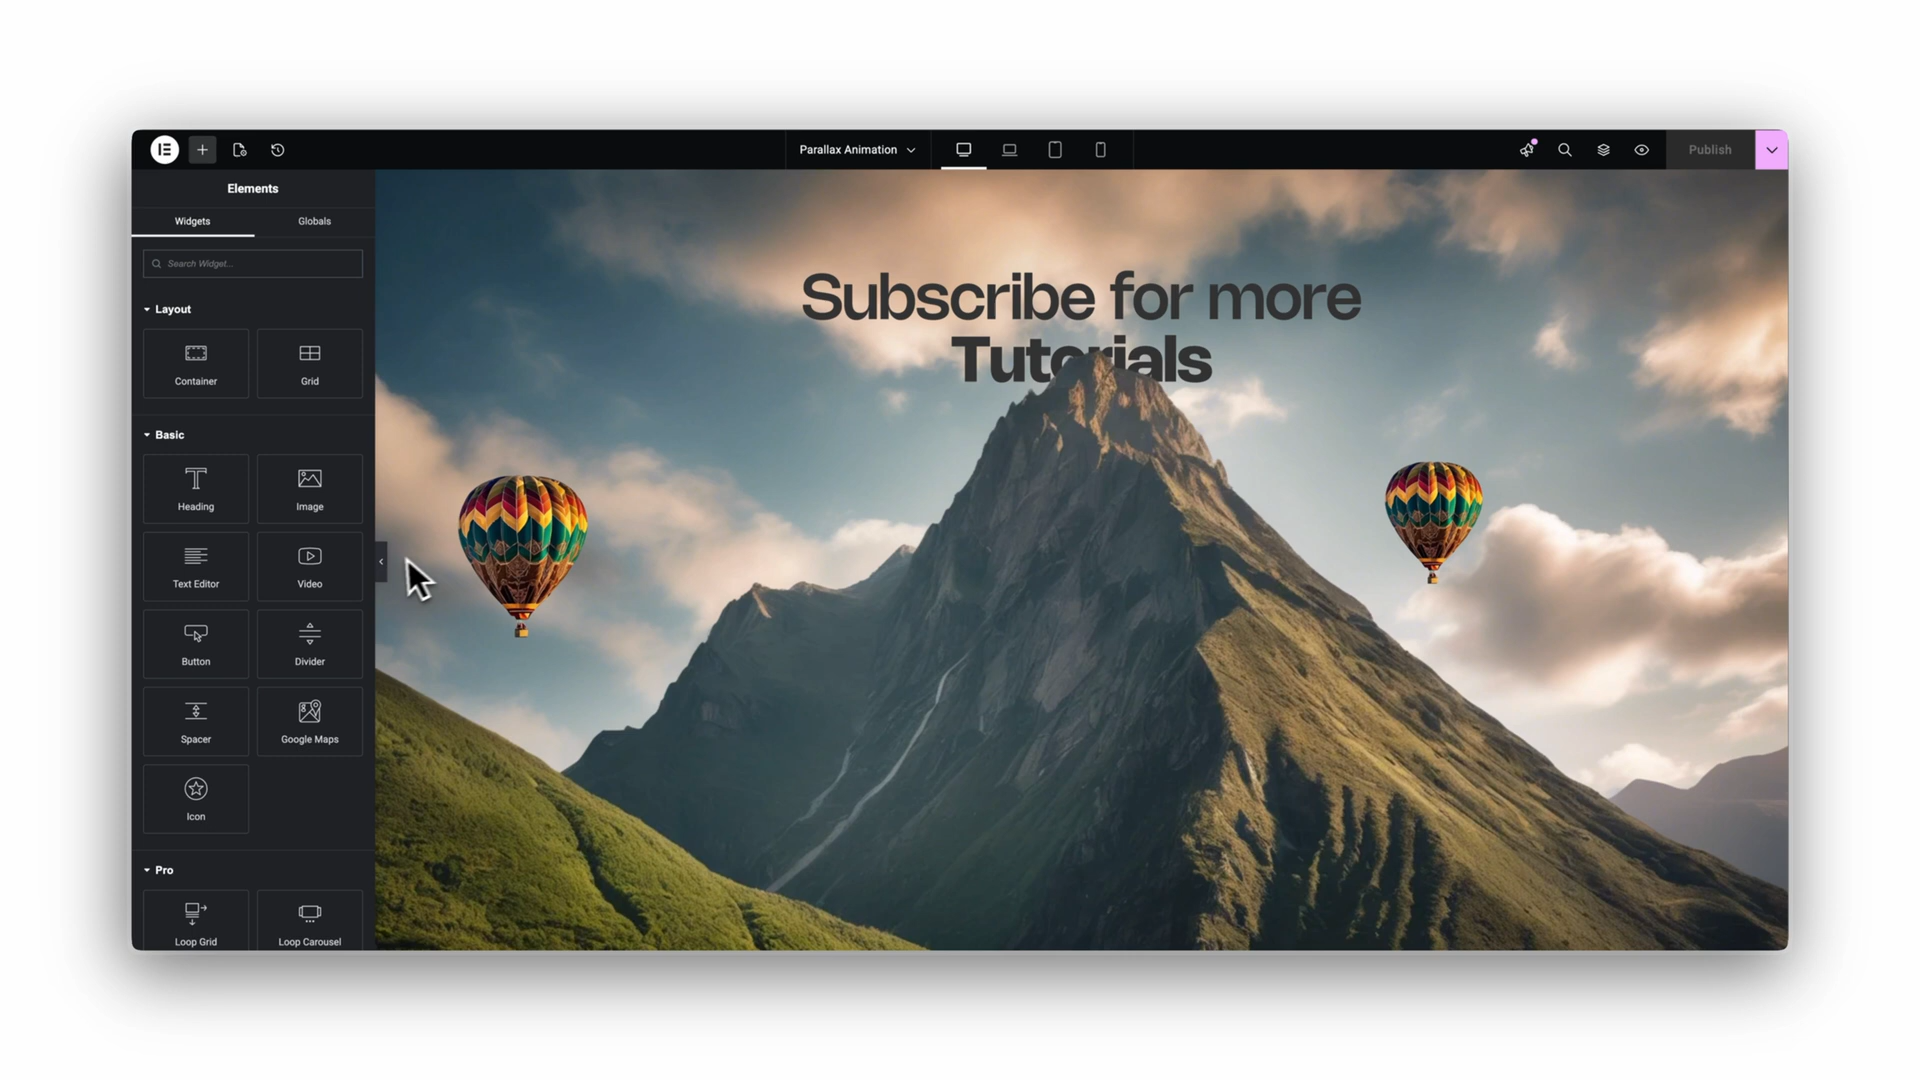 Parallax Animation
Publish
Elements
Widgets
Globals
Search Widget...
Layout
Container
Grid
Basic
Heading
Image
Text Editor
Video
Button
Divider
Spacer
Google Maps
Icon
Pro
Loop Grid
Loop Carousel
Subscribe for more
Tutorials